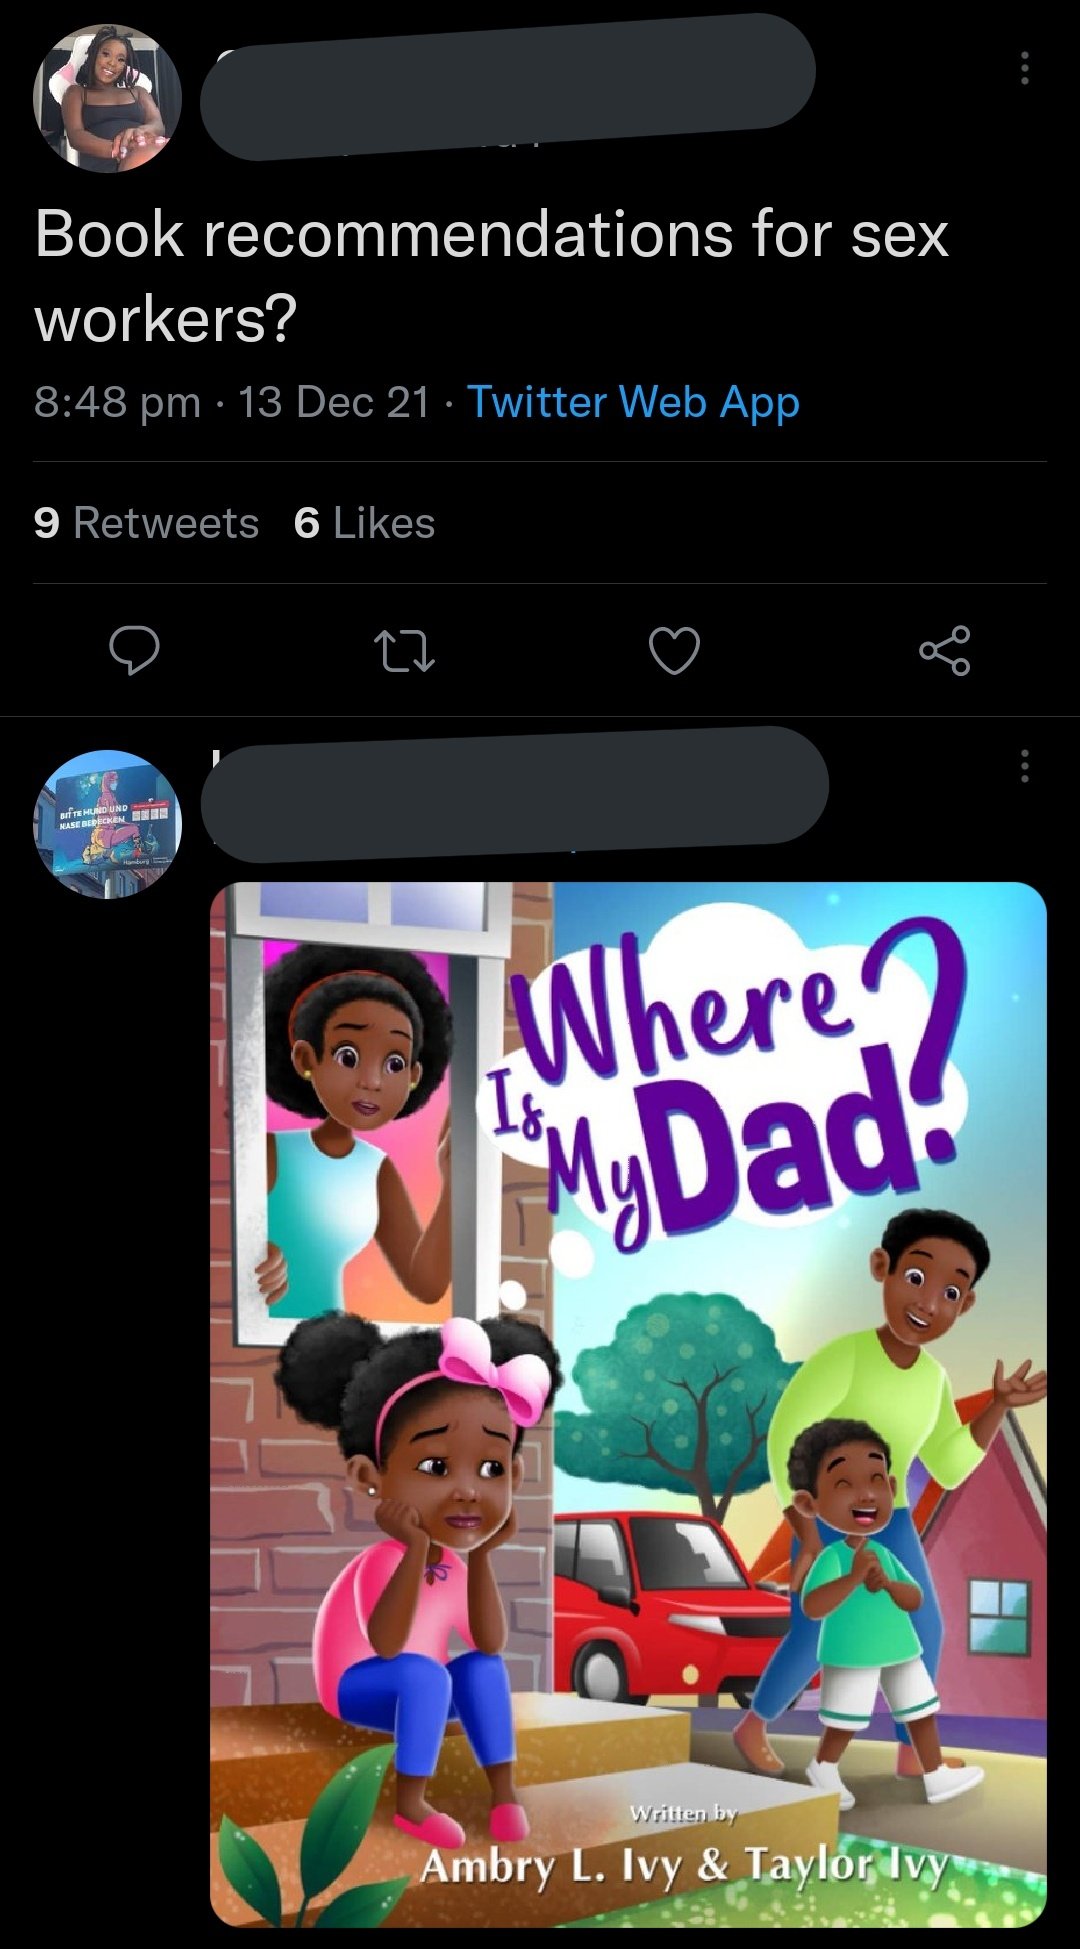 Book recommendations for sex
workers?
8:48 pm · 13 Dec 21 · Twitter Web App
9 Retweets 6 Likes
BITTE MUND UND
NASE BEDECKEN
Hamburg
Where
Is
My Dad?
Written by
Ambry L. Ivy & Taylor Ivy